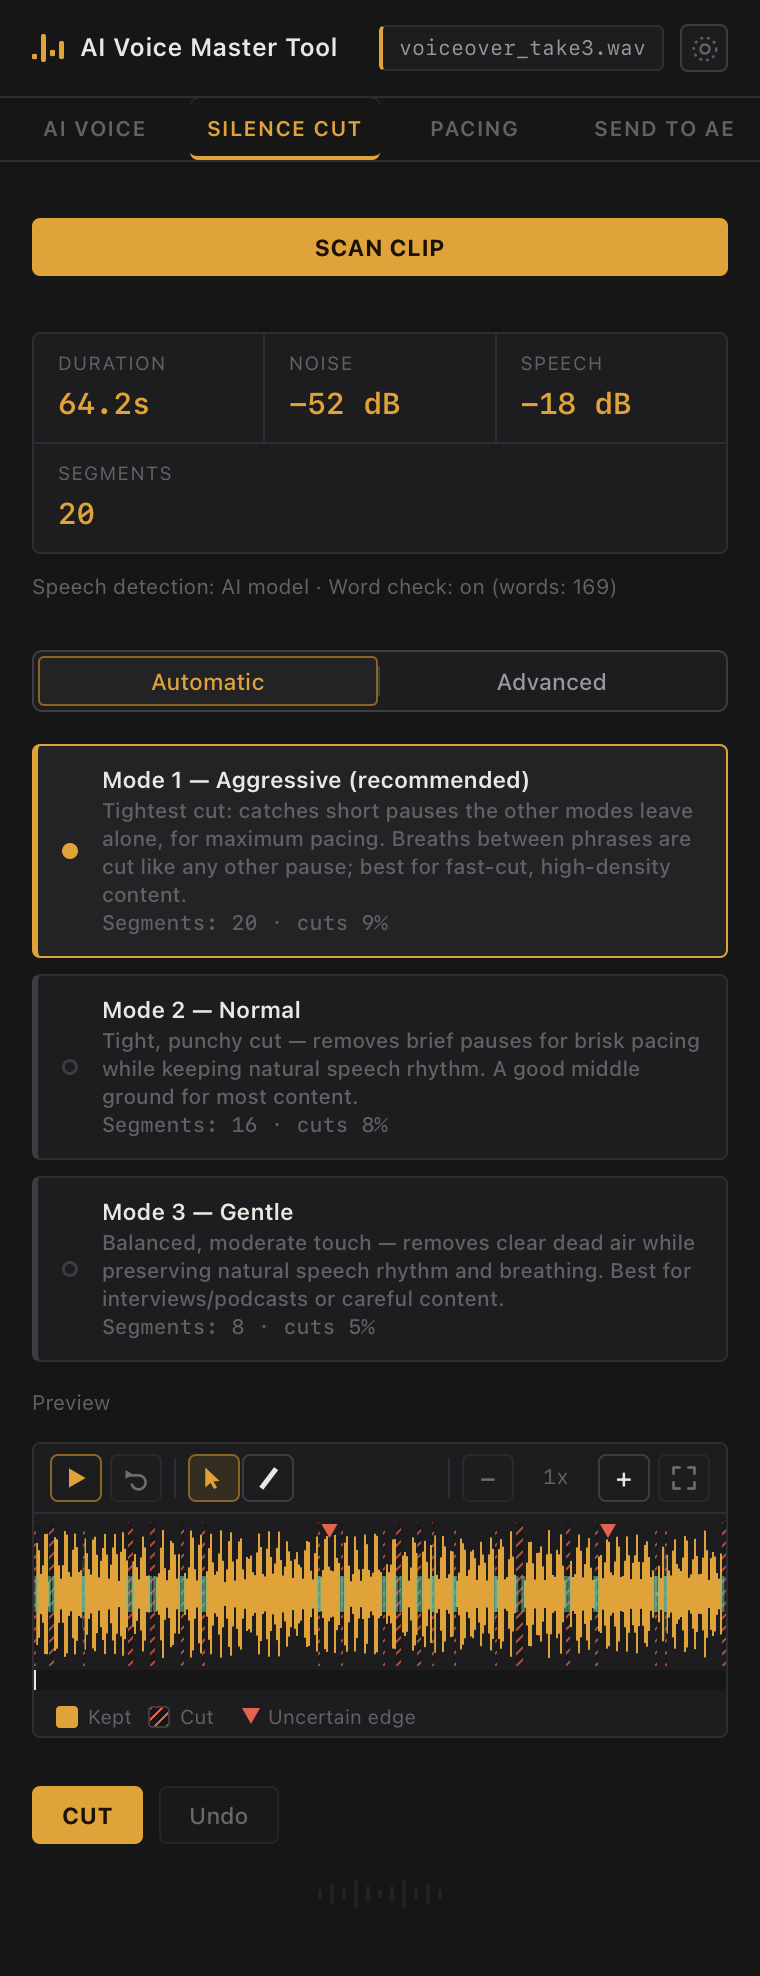 AI Voice Master Tool
voiceover_take3.wav
AI VOICE
SILENCE CUT
PACING
SEND TO AE
SCAN CLIP
DURATION
NOISE
SPEECH
64.2s
−52 dB
−18 dB
SEGMENTS
20
Speech detection: AI model · Word check: on (words: 169)
Automatic
Advanced
Mode 1 — Aggressive (recommended)
Tightest cut: catches short pauses the other modes leave
alone, for maximum pacing. Breaths between phrases are
cut like any other pause; best for fast-cut, high-density
content.
Segments: 20 · cuts 9%
Mode 2 — Normal
Tight, punchy cut — removes brief pauses for brisk pacing
while keeping natural speech rhythm. A good middle
ground for most content.
Segments: 16 · cuts 8%
Mode 3 — Gentle
Balanced, moderate touch — removes clear dead air while
preserving natural speech rhythm and breathing. Best for
interviews/podcasts or careful content.
Segments: 8 · cuts 5%
Preview
− 1x +
Kept
Cut
Uncertain edge
CUT
Undo